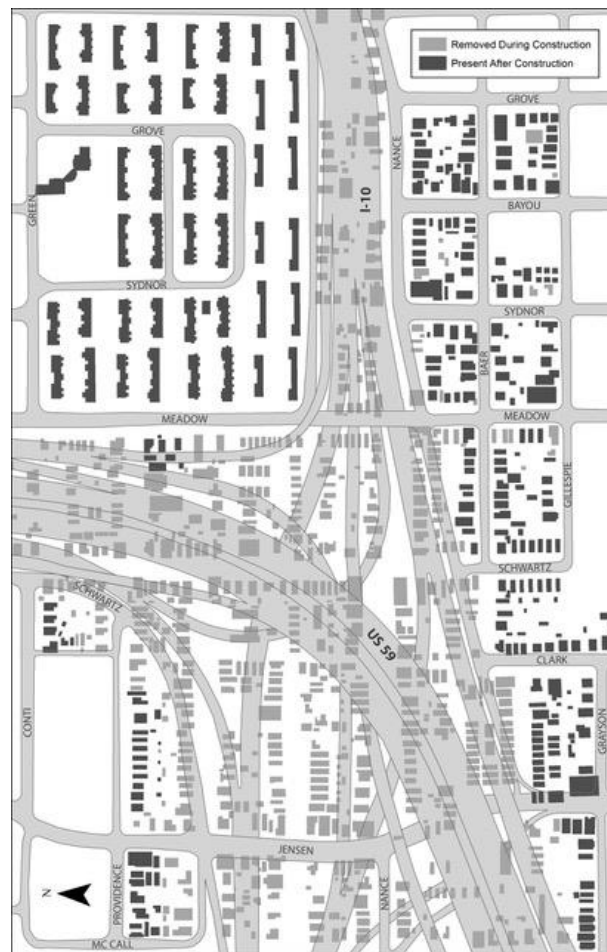 Removed During Construction
Present After Construction
GROVE
NANCE
GROVE
I-10
GREEN
BAYOU
SYDNOR
SYDNOR
BAER
MEADOW
MEADOW
GILLESPIE
SCHWARTZ
SCHWARTZ
US 59
CLARK
CONTI
GRAYSON
JENSEN
N
PROVIDENCE
NANCE
MC CALL